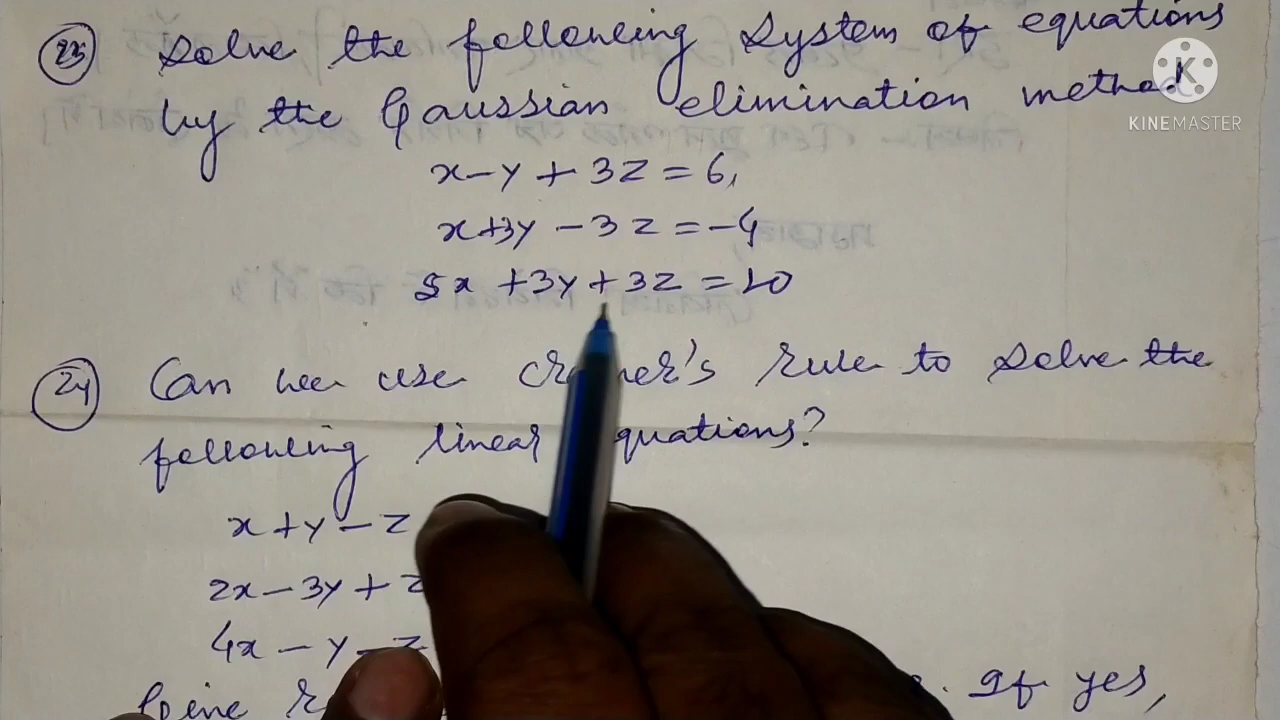 23 Solve the following system of equations
by the Gaussian elimination method
x-y + 3z = 6,
x+3y - 3z = -4
5x +3y + 3z = 10
24 Can we use rule to solve the
following linear equations?
x + y - z
2x - 3y + z
4x - y - z
If yes,
KINEMASTER